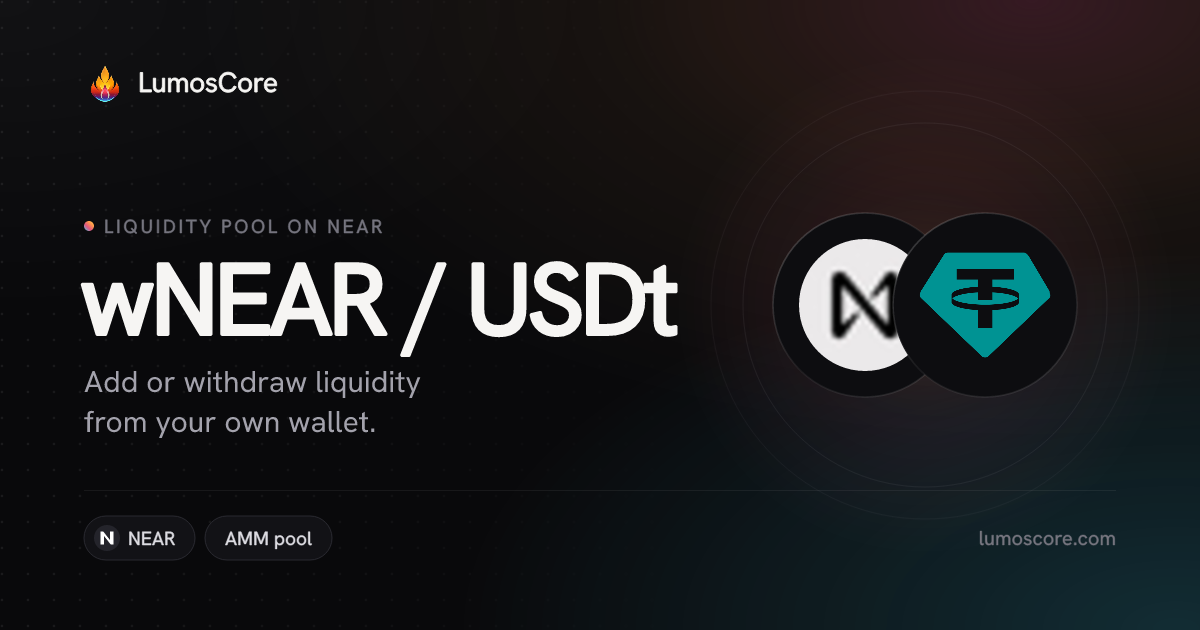 LumosCore
LIQUIDITY POOL ON NEAR
wNEAR / USDt
Add or withdraw liquidity
from your own wallet.
NEAR
AMM pool
lumoscore.com